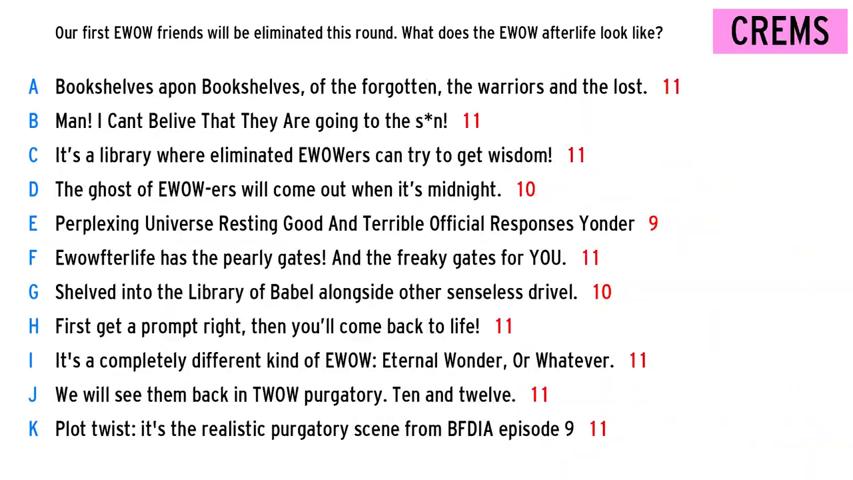 Our first EWOW friends will be eliminated this round. What does the EWOW afterlife look like?
CREMS
A Bookshelves apon Bookshelves, of the forgotten, the warriors and the lost. 11
B Man! I Cant Belive That They Are going to the s*n! 11
C It’s a library where eliminated EWOWers can try to get wisdom! 11
D The ghost of EWOW-ers will come out when it’s midnight. 10
E Perplexing Universe Resting Good And Terrible Official Responses Yonder 9
F Ewowfterlife has the pearly gates! And the freaky gates for YOU. 11
G Shelved into the Library of Babel alongside other senseless drivel. 10
H First get a prompt right, then you’ll come back to life! 11
I It's a completely different kind of EWOW: Eternal Wonder, Or Whatever. 11
J We will see them back in TWOW purgatory. Ten and twelve. 11
K Plot twist: it's the realistic purgatory scene from BFDIA episode 9 11